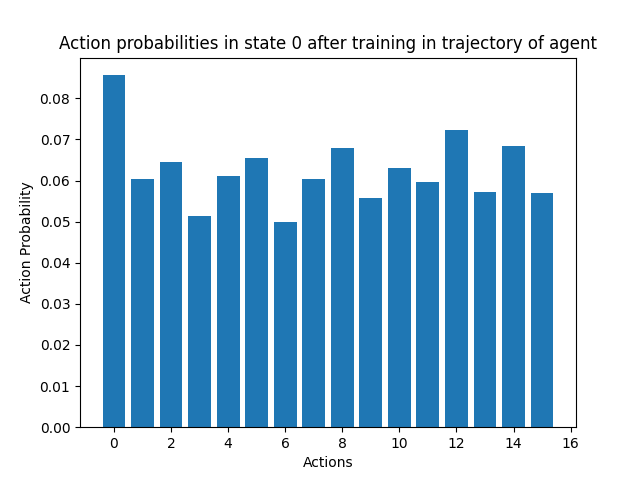 Action probabilities in state 0 after training in trajectory of agent
0.08
0.07
0.06
0.05
0.04
0.03
0.02
0.01
0.00
Action Probability
0 2 4 6 8 10 12 14 16
Actions